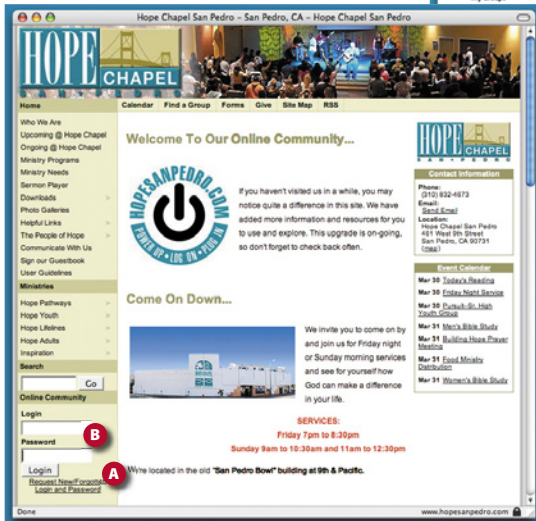 Hope Chapel San Pedro – San Pedro, CA – Hope Chapel San Pedro
HOPE
CHAPEL
Home
Calendar Find a Group Forms Give Site Map RSS
Who We Are
Upcoming @ Hope Chapel
Ongoing @ Hope Chapel
Ministry Programs
Ministry Needs
Sermon Player
Downloads
Photo Galleries
Helpful Links
The People of Hope
Communicate With Us
Sign our Guestbook
User Guidelines
Ministries
Hope Pathways
Hope Youth
Hope Lifelines
Hope Adults
Inspiration
Search
Go
Online Community
Login
Password
B
Login
A
Request New/Forgotten
Login and Password
Welcome To Our Online Community...
HOPESANPEDRO.COM
POWER UP • LOG ON • PLUG IN
If you haven't visited us in a while, you may
notice quite a difference in this site. We have
added more information and resources for you
to use and explore. This upgrade is on-going,
so don't forget to check back often.
Come On Down...
We invite you to come on by
and join us for Friday night
or Sunday morning services
and see for yourself how
God can make a difference
in your life.
SERVICES:
Friday 7pm to 8:30pm
Sunday 9am to 10:30am and 11am to 12:30pm
We're located in the old "San Pedro Bowl" building at 9th & Pacific.
HOPE
CHAPEL
SAN • PEDRO
Contact Information
Phone:
(310) 832-4673
Email:
Send Email
Location:
Hope Chapel San Pedro
461 West 9th Street
San Pedro, CA 90731
(map)
Event Calendar
Mar 30 Today's Reading
Mar 30 Friday Night Service
Mar 30 Pursuit-Sr. High
Youth Group
Mar 31 Men's Bible Study
Mar 31 Building Hope Prayer
Meeting
Mar 31 Food Ministry
Distribution
Mar 31 Women's Bible Study
Done
www.hopesanpedro.com